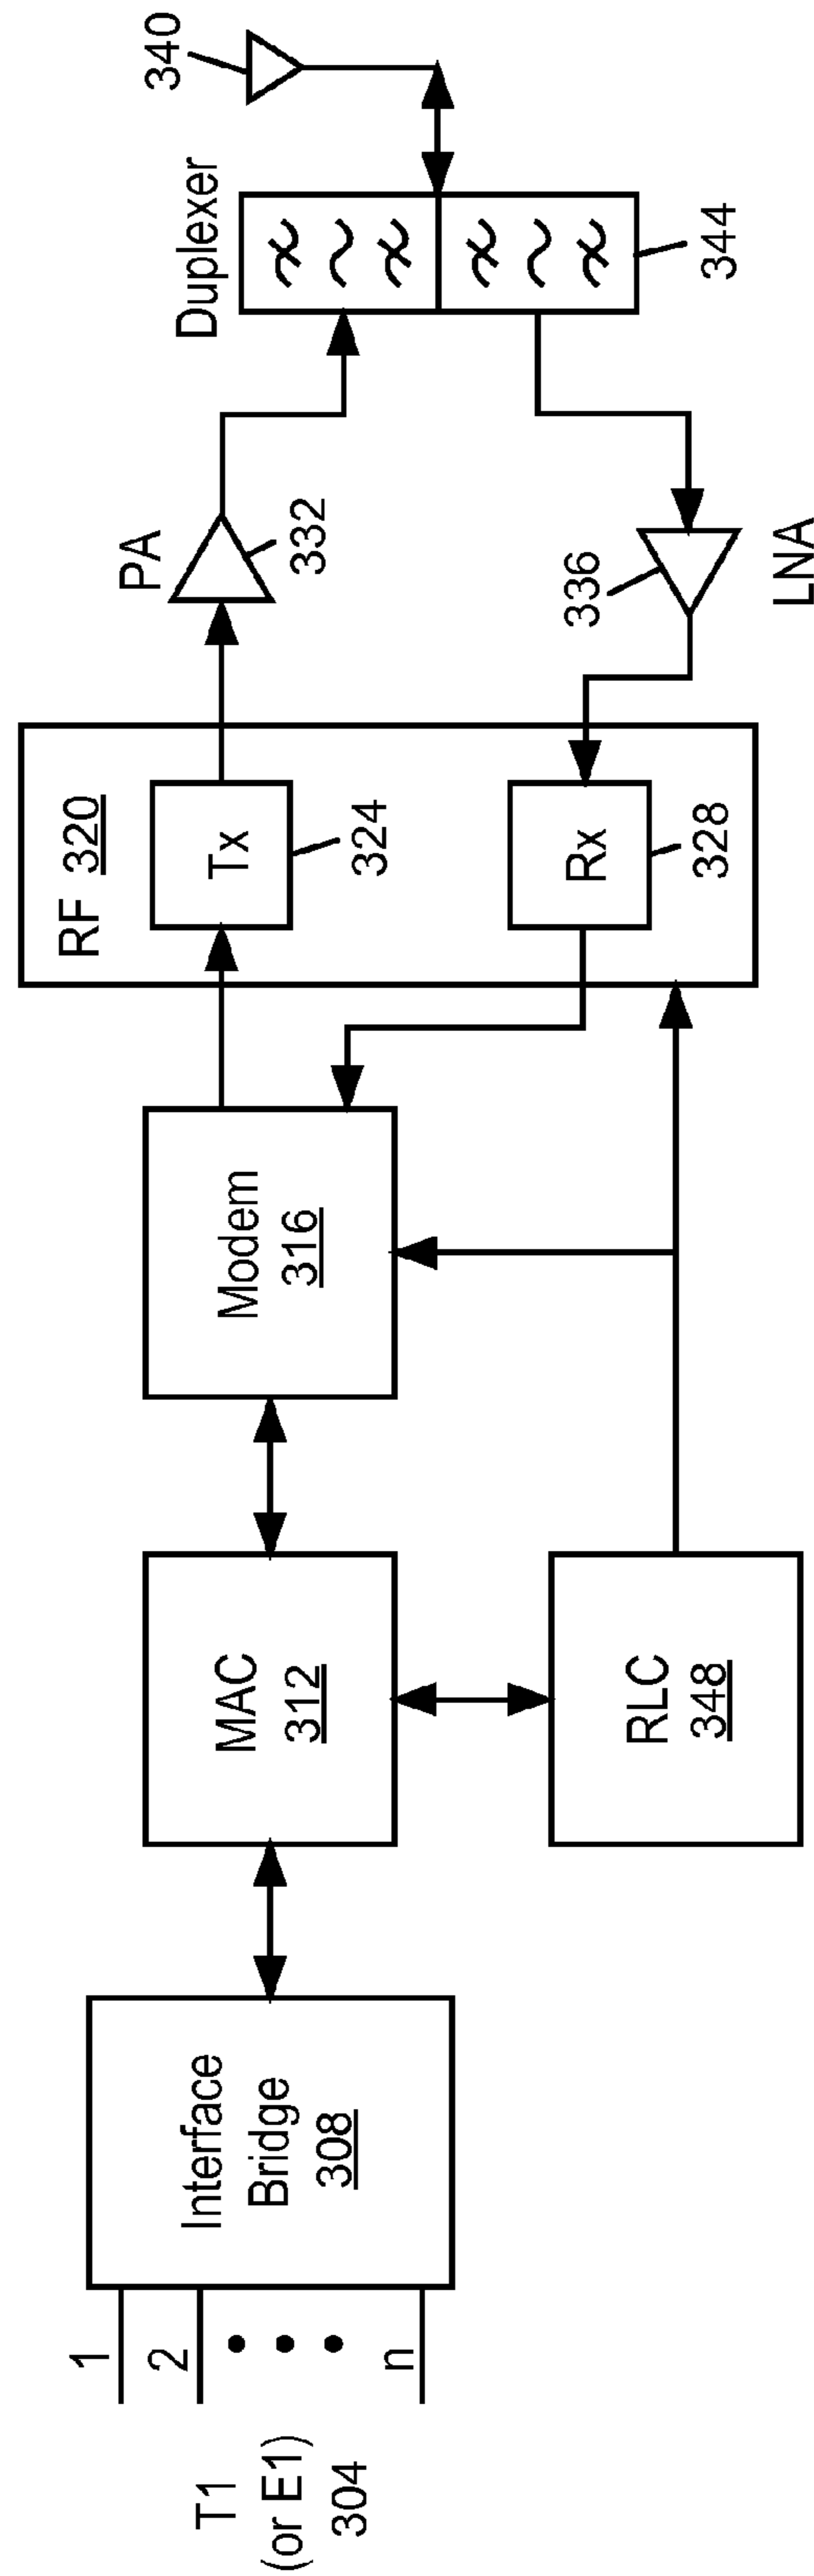 T1
(or E1)
304
1
2
n
Interface
Bridge
308
MAC
312
RLC
348
Modem
316
RF 320
Tx
324
Rx
328
PA
332
336
LNA
Duplexer
344
340